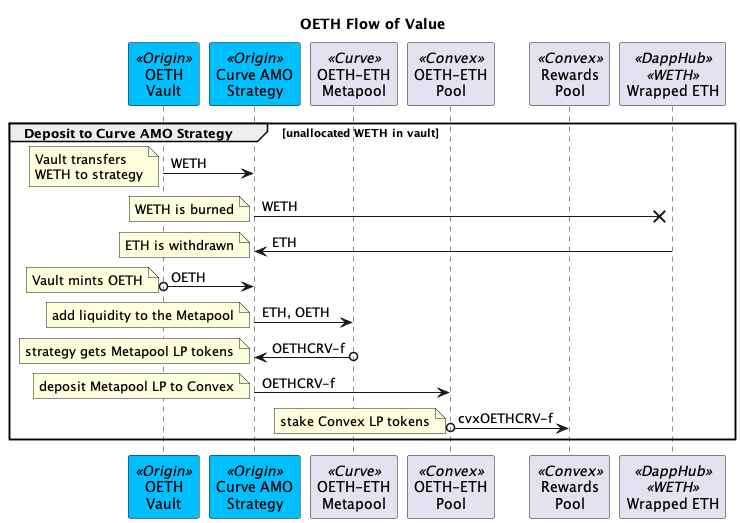 OETH Flow of Value
«Origin»
OETH
Vault
«Origin»
Curve AMO
Strategy
«Curve»
OETH-ETH
Metapool
«Convex»
OETH-ETH
Pool
«Convex»
Rewards
Pool
«DappHub»
«WETH»
Wrapped ETH
Deposit to Curve AMO Strategy
[unallocated WETH in vault]
Vault transfers
WETH to strategy
WETH
WETH is burned
WETH
ETH is withdrawn
ETH
Vault mints OETH
OETH
add liquidity to the Metapool
ETH, OETH
strategy gets Metapool LP tokens
OETHCRV-f
deposit Metapool LP to Convex
OETHCRV-f
stake Convex LP tokens
cvxOETHCRV-f
«Origin»
OETH
Vault
«Origin»
Curve AMO
Strategy
«Curve»
OETH-ETH
Metapool
«Convex»
OETH-ETH
Pool
«Convex»
Rewards
Pool
«DappHub»
«WETH»
Wrapped ETH